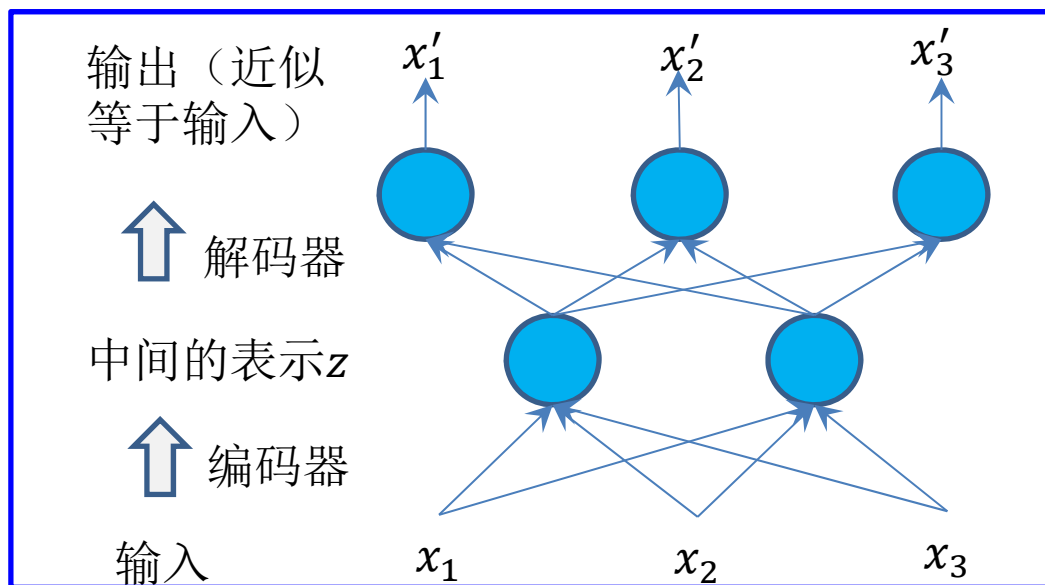 输出（近似
等于输入）
x′₁ x′₂ x′₃
解码器
中间的表示z
编码器
输入 x₁ x₂ x₃